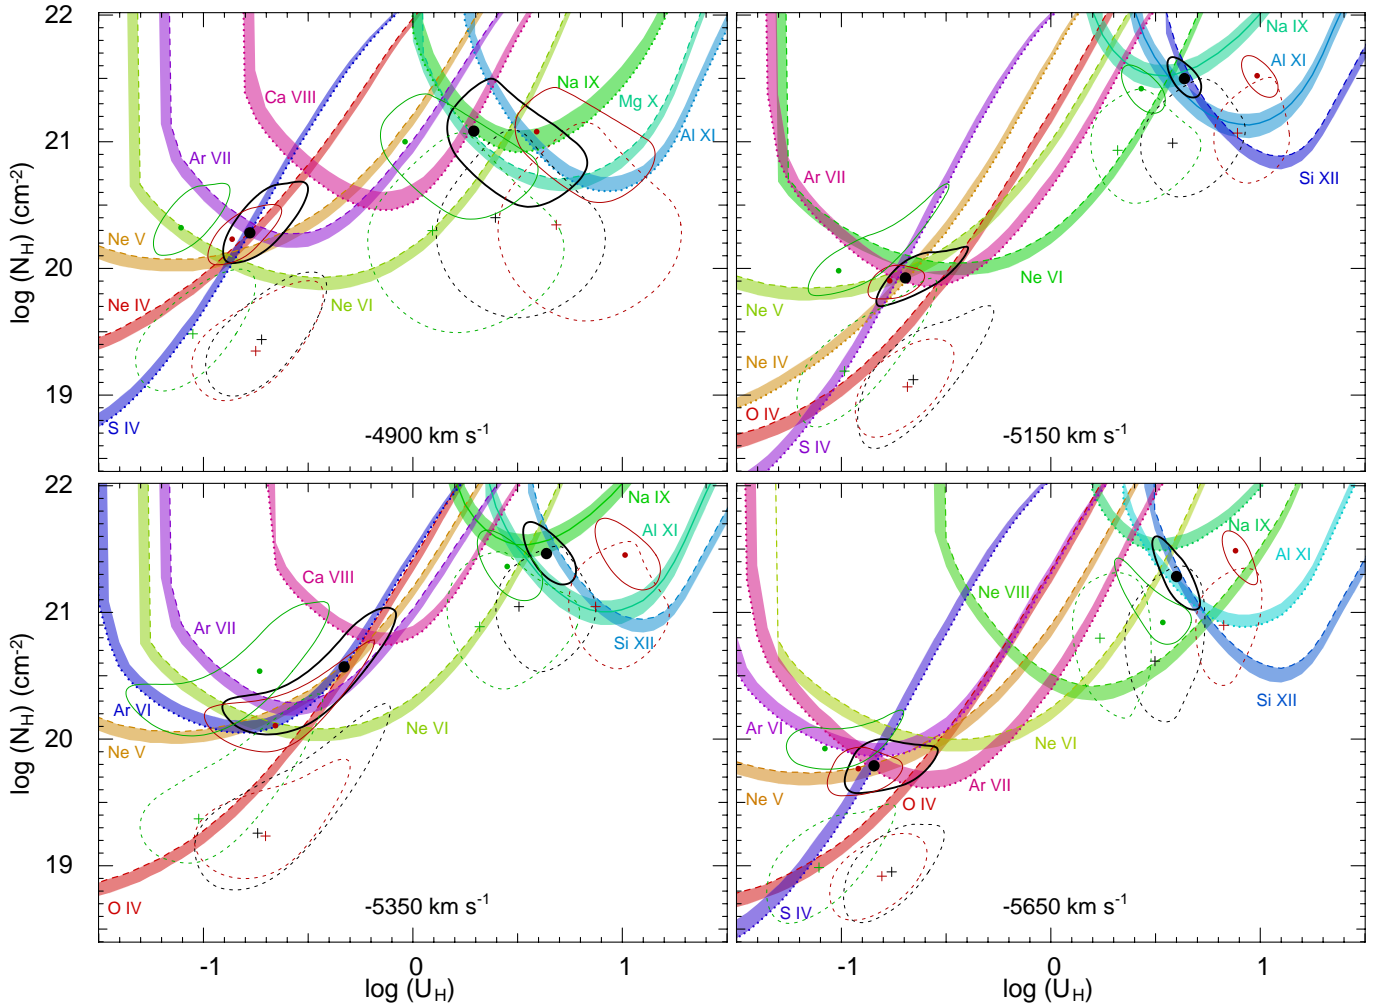 22
21
20
19
log (N_H) (cm^-2)
Ca VIII
Ar VII
Na IX
Mg X
Al XI
Ne V
Ne IV
Ne VI
S IV
-4900 km s^-1
Na IX
Al XI
Si XII
Ar VII
Ne VI
Ne V
Ne IV
O IV
S IV
-5150 km s^-1
22
21
20
19
log (N_H) (cm^-2)
Na IX
Al XI
Ca VIII
Ar VII
Si XII
Ar VI
Ne VI
Ne V
O IV
-5350 km s^-1
-1
0
1
log (U_H)
Na IX
Al XI
Ne VIII
Si XII
Ar VI
Ne VI
Ne V
Ar VII
O IV
S IV
-5650 km s^-1
-1
0
1
log (U_H)